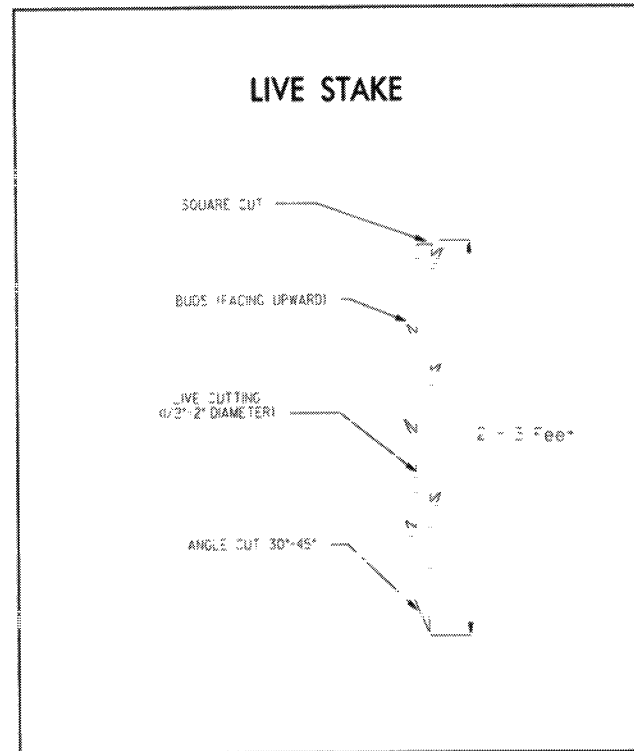 LIVE STAKE
SQUARE CUT
BUDS (FACING UPWARD)
LIVE CUTTING
(1/2"-2" DIAMETER)
2 - 3 Feet
ANGLE CUT 30°-45°